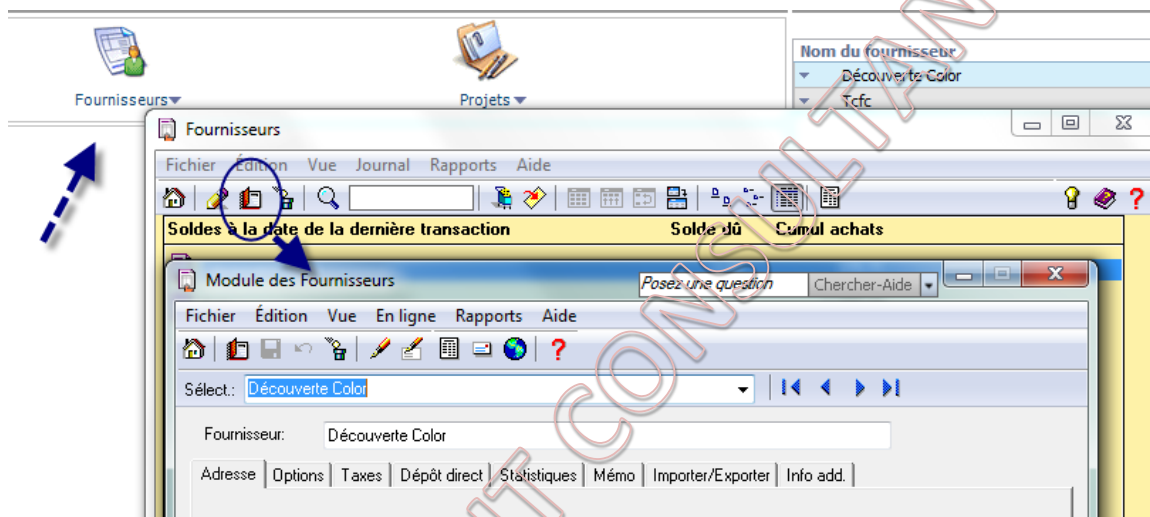 Nom du fournisseur
Découverte Color
Tcfc
Fournisseurs
Projets
Fournisseurs
Fichier Édition Vue Journal Rapports Aide
Soldes à la date de la dernière transaction Solde dû Cumul achats
Module des Fournisseurs Posez une question Chercher-Aide
Fichier Édition Vue En ligne Rapports Aide
Sélect.: Découverte Color
Fournisseur: Découverte Color
Adresse Options Taxes Dépôt direct Statistiques Mémo Importer/Exporter Info add.
T CONSULTAN